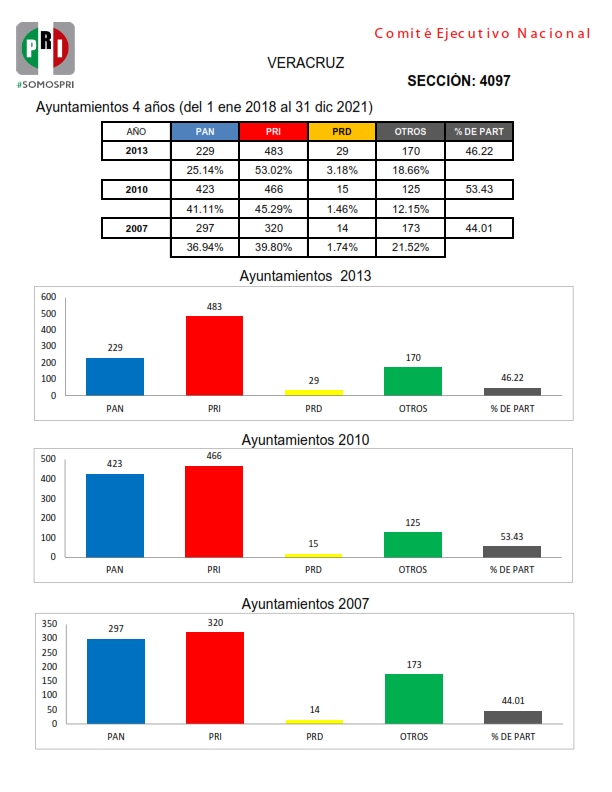 Comité Ejecutivo Nacional
PRI
#SOMOSPRI
VERACRUZ
SECCIÓN: 4097
Ayuntamientos 4 años (del 1 ene 2018 al 31 dic 2021)
AÑO PAN PRI PRD OTROS % DE PART
2013 229 483 29 170 46.22
25.14% 53.02% 3.18% 18.66%
2010 423 466 15 125 53.43
41.11% 45.29% 1.46% 12.15%
2007 297 320 14 173 44.01
36.94% 39.80% 1.74% 21.52%
Ayuntamientos 2013
600
500
400
300
200
100
0
229 483 29 170 46.22
PAN PRI PRD OTROS % DE PART
Ayuntamientos 2010
500
400
300
200
100
0
423 466 15 125 53.43
PAN PRI PRD OTROS % DE PART
Ayuntamientos 2007
350
300
250
200
150
100
50
0
297 320 14 173 44.01
PAN PRI PRD OTROS % DE PART